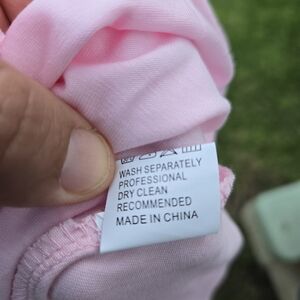 WASH SEPARATELY
PROFESSIONAL
DRY CLEAN
RECOMMENDED
MADE IN CHINA